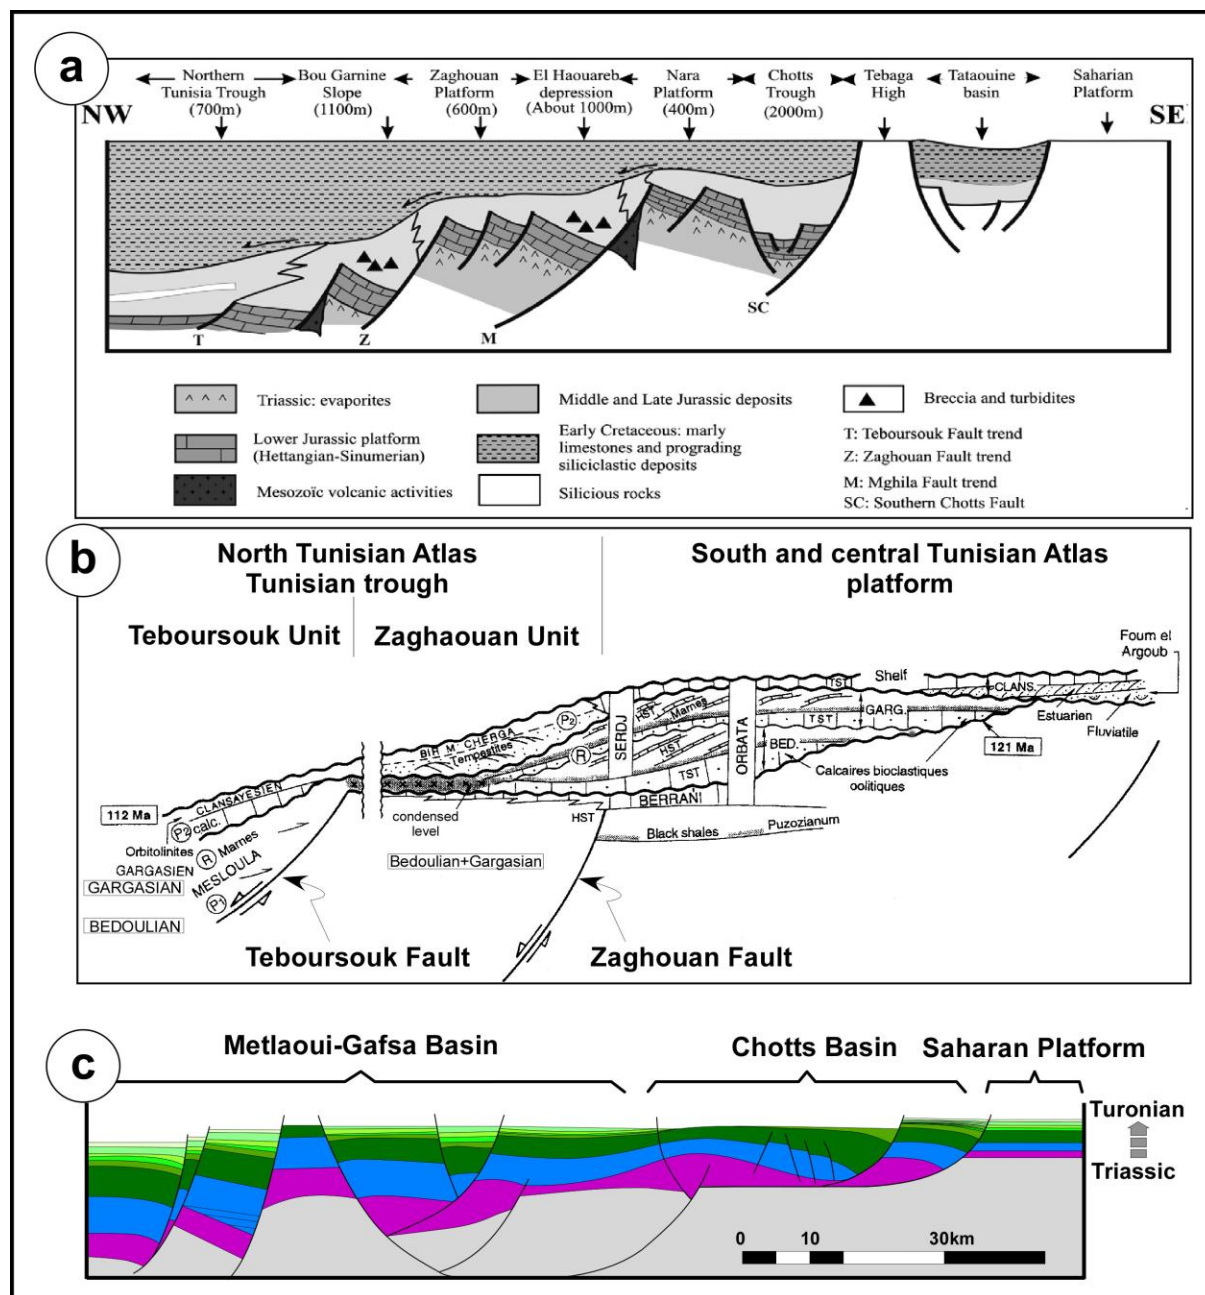 a
Northern
Tunisia Trough
(700m)
Bou Garnine
Slope
(1100m)
Zaghouan
Platform
(600m)
El Haouareb
depression
(About 1000m)
Nara
Platform
(400m)
Chotts
Trough
(2000m)
Tebaga
High
Tataouine
basin
Saharian
Platform
NW
SE
T
Z
M
SC
Triassic: evaporites
Lower Jurassic platform
(Hettangian-Sinumerian)
Mesozoïc volcanic activities
Middle and Late Jurassic deposits
Early Cretaceous: marly
limestones and prograding
siliciclastic deposits
Silicious rocks
Breccia and turbidites
T: Teboursouk Fault trend
Z: Zaghouan Fault trend
M: Mghila Fault trend
SC: Southern Chotts Fault
b
North Tunisian Atlas
Tunisian trough
South and central Tunisian Atlas
platform
Teboursouk Unit
Zaghaouan Unit
Foum el
Argoub
Shelf
TST
CLANS.
GARG.
Estuarien
Fluviatile
HST
Marnes
SERDJ
ORBATA
TST
BED.
121 Ma
BIR M. CHERGA
P2
Tempestites
R
HST
TST
Calcaires bioclastiques
oolitiques
BERRANI
112 Ma
CLANSAYESIEN
P2 calc.
Orbitolinites
R Marnes
GARGASIEN
MESLOULA
GARGASIAN
P1
BEDOULIAN
condensed
level
HST
Black shales
Puzozianum
Bedoulian+Gargasian
Teboursouk Fault
Zaghouan Fault
c
Metlaoui-Gafsa Basin
Chotts Basin
Saharan Platform
Turonian
Triassic
0
10
30km